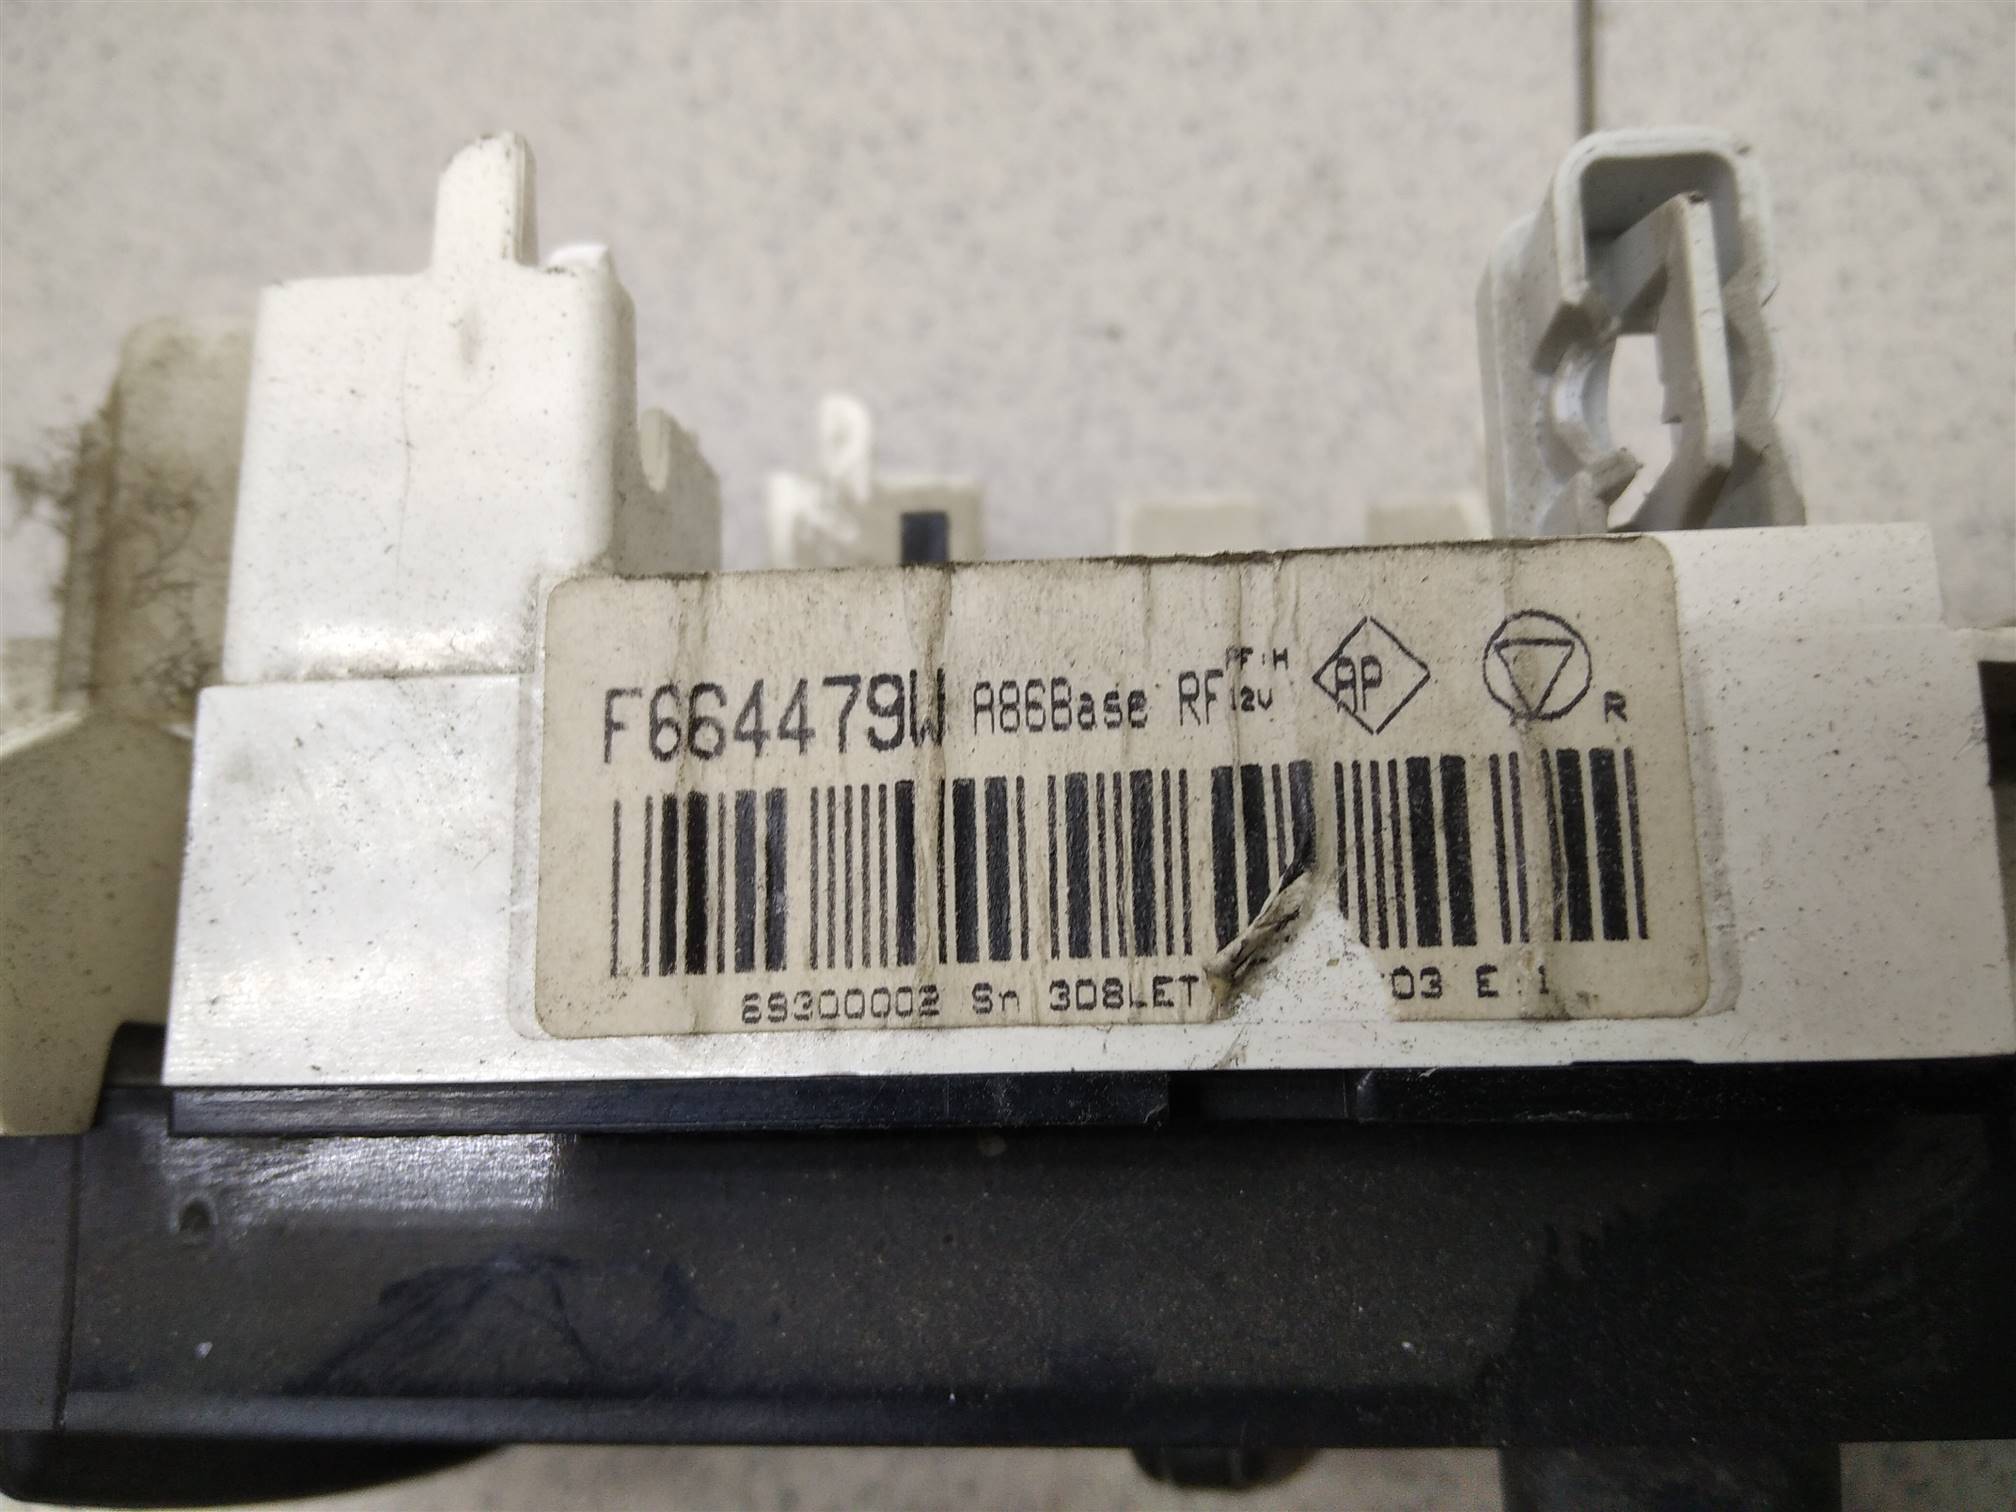 F664479W A86Base RF PF:H 12V AP R
69300002 Sn 308LET 03 E:1